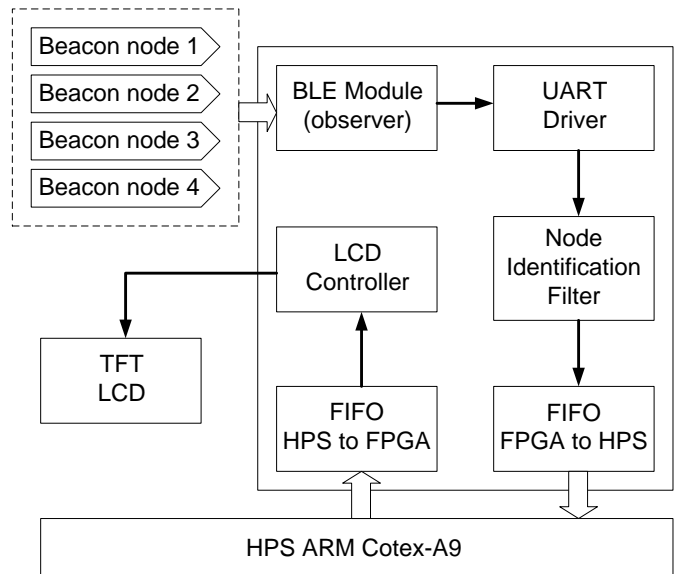 Beacon node 1
Beacon node 2
Beacon node 3
Beacon node 4
BLE Module
(observer)
UART
Driver
LCD
Controller
Node
Identification
Filter
TFT
LCD
FIFO
HPS to FPGA
FIFO
FPGA to HPS
HPS ARM Cotex-A9